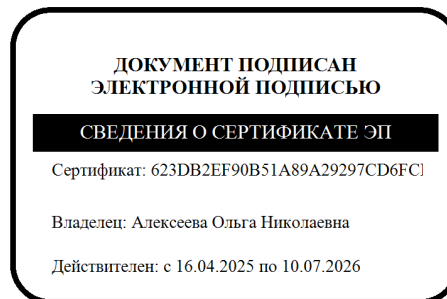 ДОКУМЕНТ ПОДПИСАН
ЭЛЕКТРОННОЙ ПОДПИСЬЮ
СВЕДЕНИЯ О СЕРТИФИКАТЕ ЭП
Сертификат: 623DB2EF90B51A89A29297CD6FC
Владелец: Алексеева Ольга Николаевна
Действителен: с 16.04.2025 по 10.07.2026